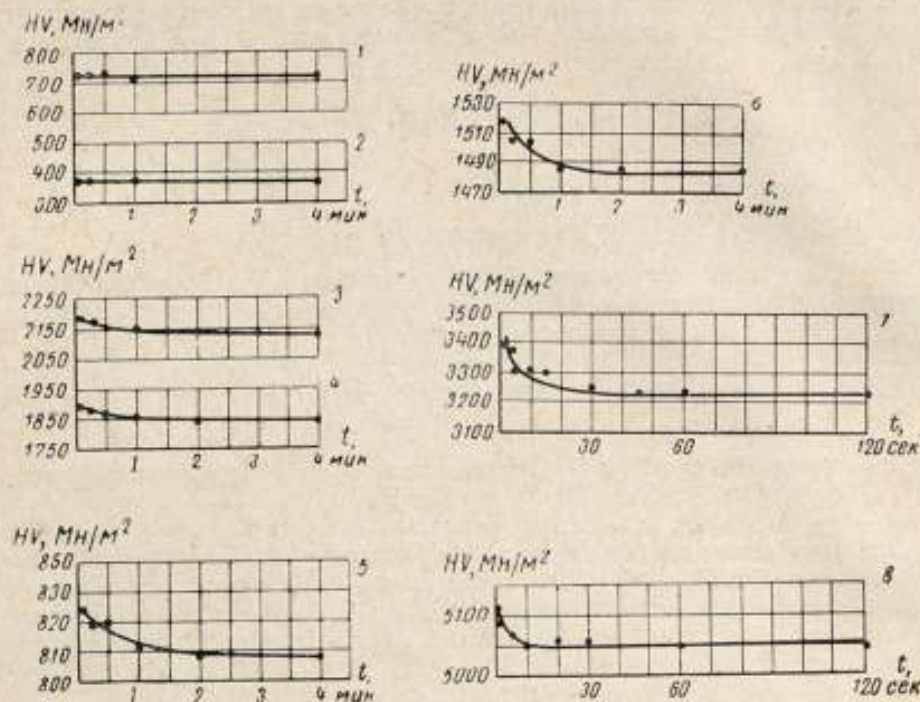 HV, Мн/м²
800
700
600
1
500
400
300
2
1 2 3 4 мин
t,
HV, Мн/м²
1530
1510
1490
1470
6
1 2 3 4 мин
t,
HV, Мн/м²
2250
2150
2050
3
1950
1850
1750
4
1 2 3 4 мин
t,
HV, Мн/м²
3500
3400
3300
3200
3100
7
30 60 120 сек
t,
HV, Мн/м²
850
830
820
810
800
5
1 2 3 4 мин
t,
HV, Мн/м²
5100
5000
8
30 60 120 сек
t,